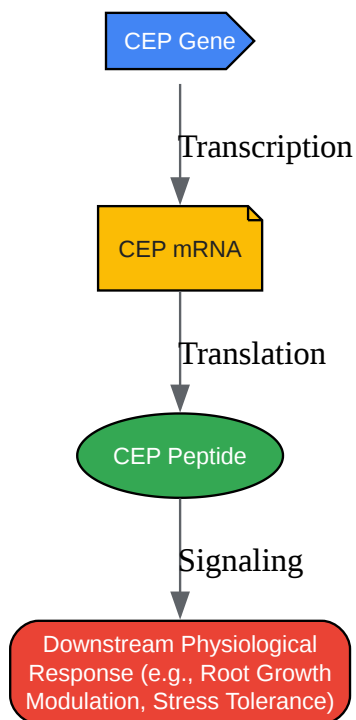 CEP Gene
Transcription
CEP mRNA
Translation
CEP Peptide
Signaling
Downstream Physiological
Response (e.g., Root Growth
Modulation, Stress Tolerance)